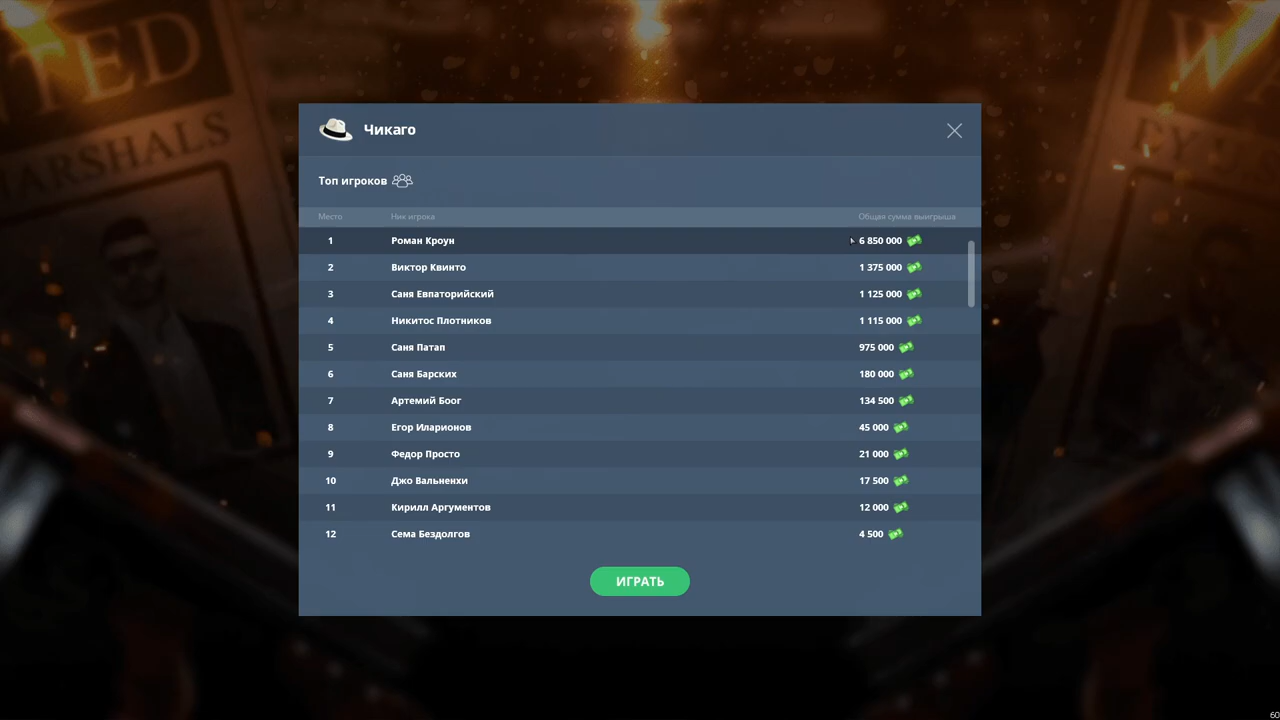 TED
MARSHALS
Чикаго
Топ игроков
Место Ник игрока Общая сумма выигрыша
1 Роман Кроун 6 850 000
2 Виктор Квинто 1 375 000
3 Саня Евпаторийский 1 125 000
4 Никитос Плотников 1 115 000
5 Саня Патап 975 000
6 Саня Барских 180 000
7 Артемий Боог 134 500
8 Егор Иларионов 45 000
9 Федор Просто 21 000
10 Джо Вальненхи 17 500
11 Кирилл Аргументов 12 000
12 Сема Бездолгов 4 500
ИГРАТЬ
60